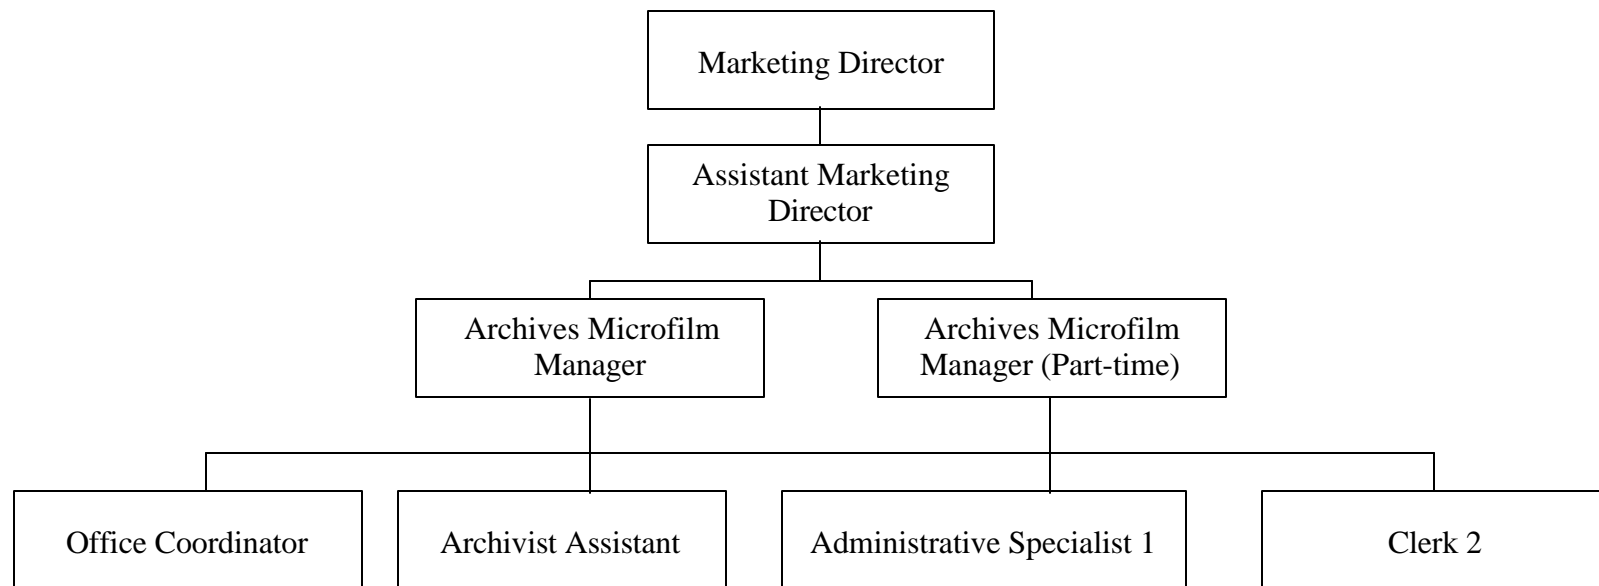 Marketing Director
Assistant Marketing
Director
Archives Microfilm
Manager
Archives Microfilm
Manager (Part-time)
Office Coordinator
Archivist Assistant
Administrative Specialist 1
Clerk 2